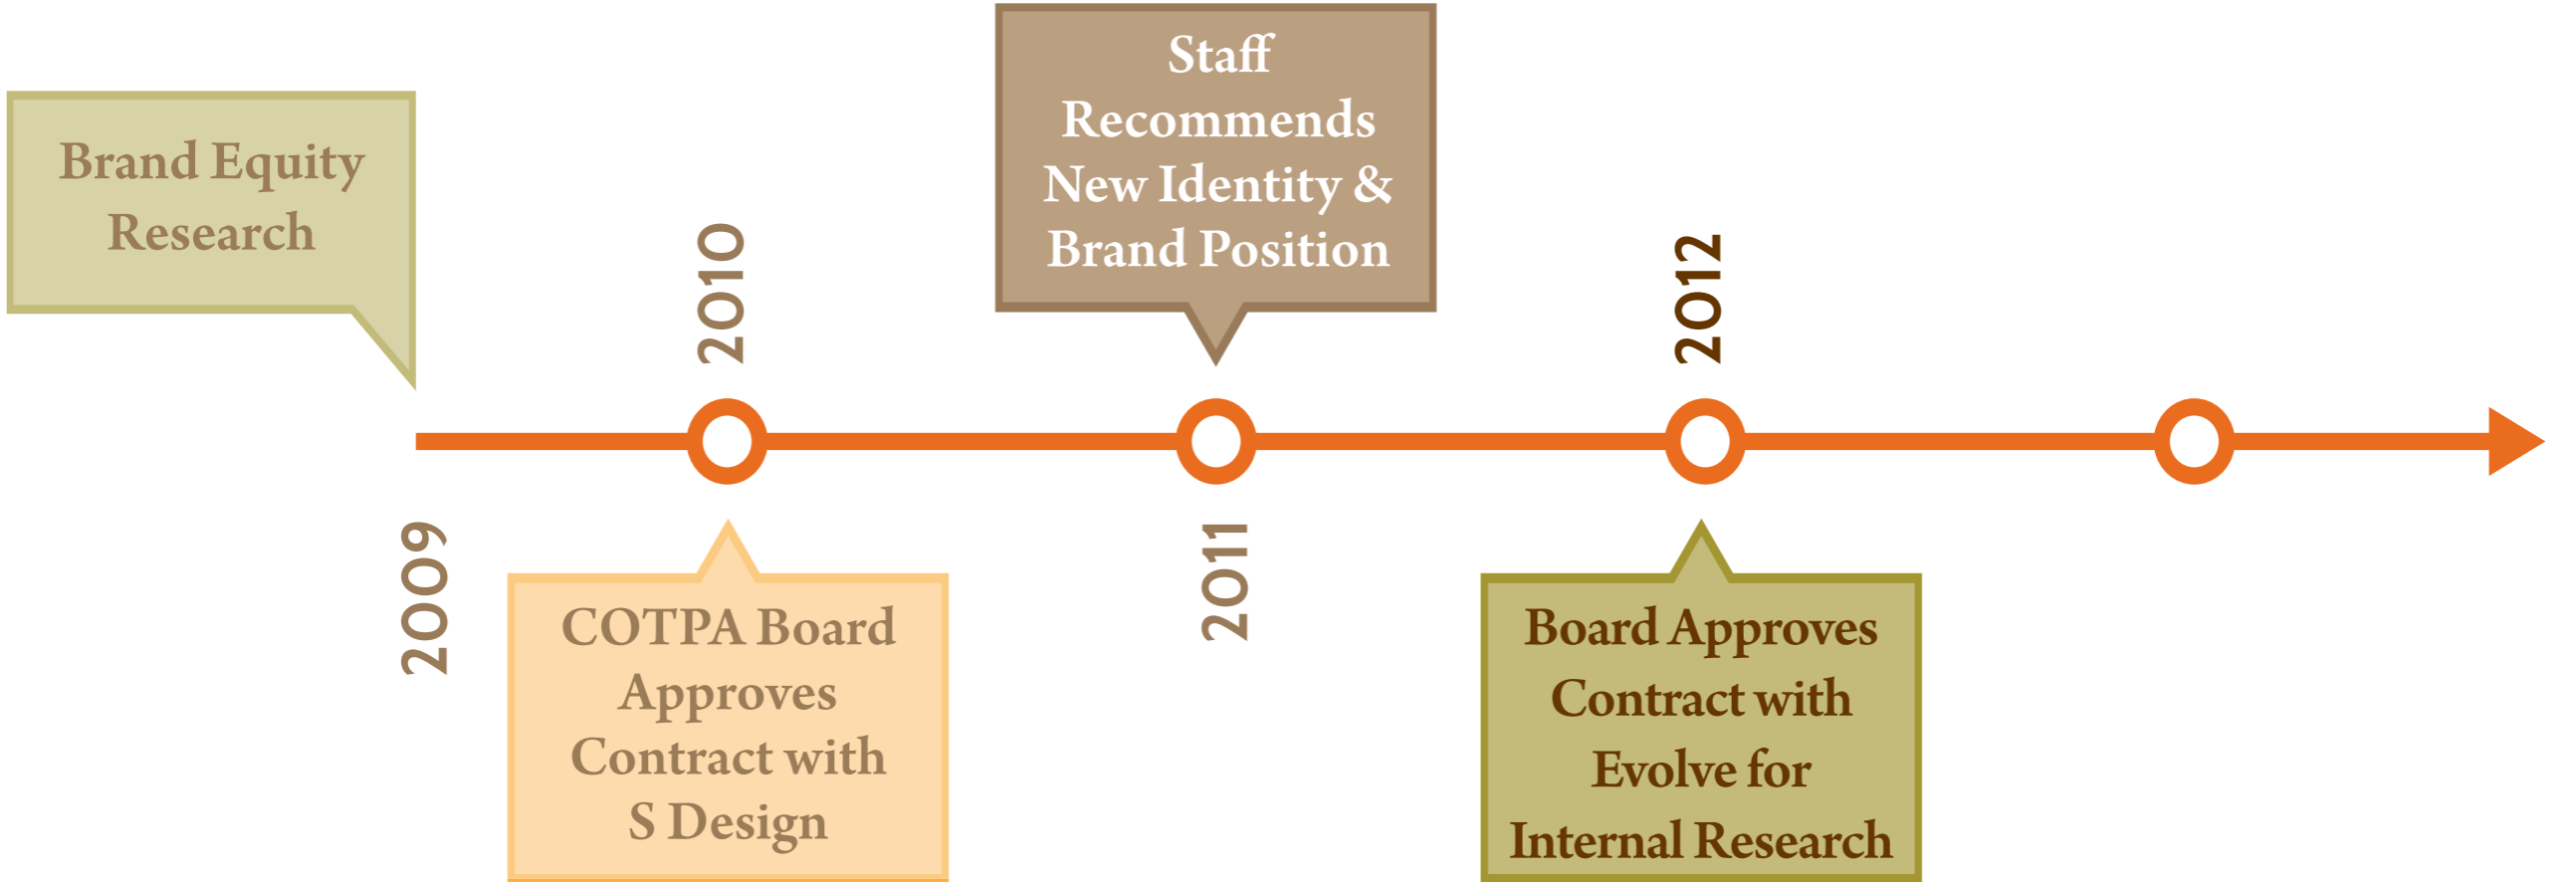 Brand Equity
Research
2009
2010
COTPA Board
Approves
Contract with
S Design
Staff
Recommends
New Identity &
Brand Position
2011
2012
Board Approves
Contract with
Evolve for
Internal Research